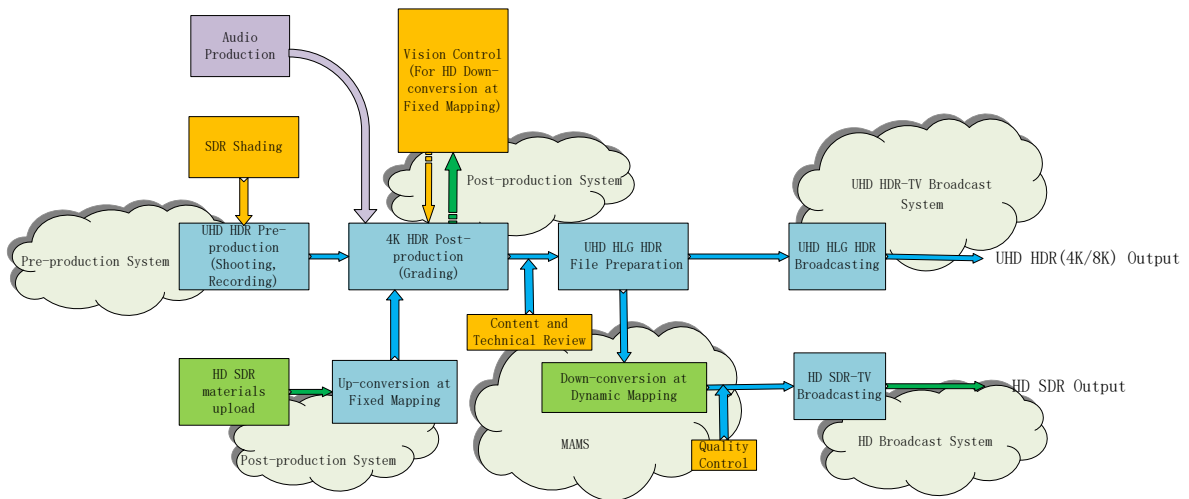 Audio
Production
Vision Control
(For HD Down-
conversion at
Fixed Mapping)
SDR Shading
Post-production System
UHD HDR-TV Broadcast
System
Pre-production System
UHD HDR Pre-
production
(Shooting,
Recording)
4K HDR Post-
production
(Grading)
UHD HLG HDR
File Preparation
UHD HLG HDR
Broadcasting
UHD HDR(4K/8K) Output
Content and
Technical Review
HD SDR
materials
upload
Up-conversion at
Fixed Mapping
Down-conversion at
Dynamic Mapping
HD SDR-TV
Broadcasting
HD SDR Output
Post-production System
MAMS
Quality
Control
HD Broadcast System